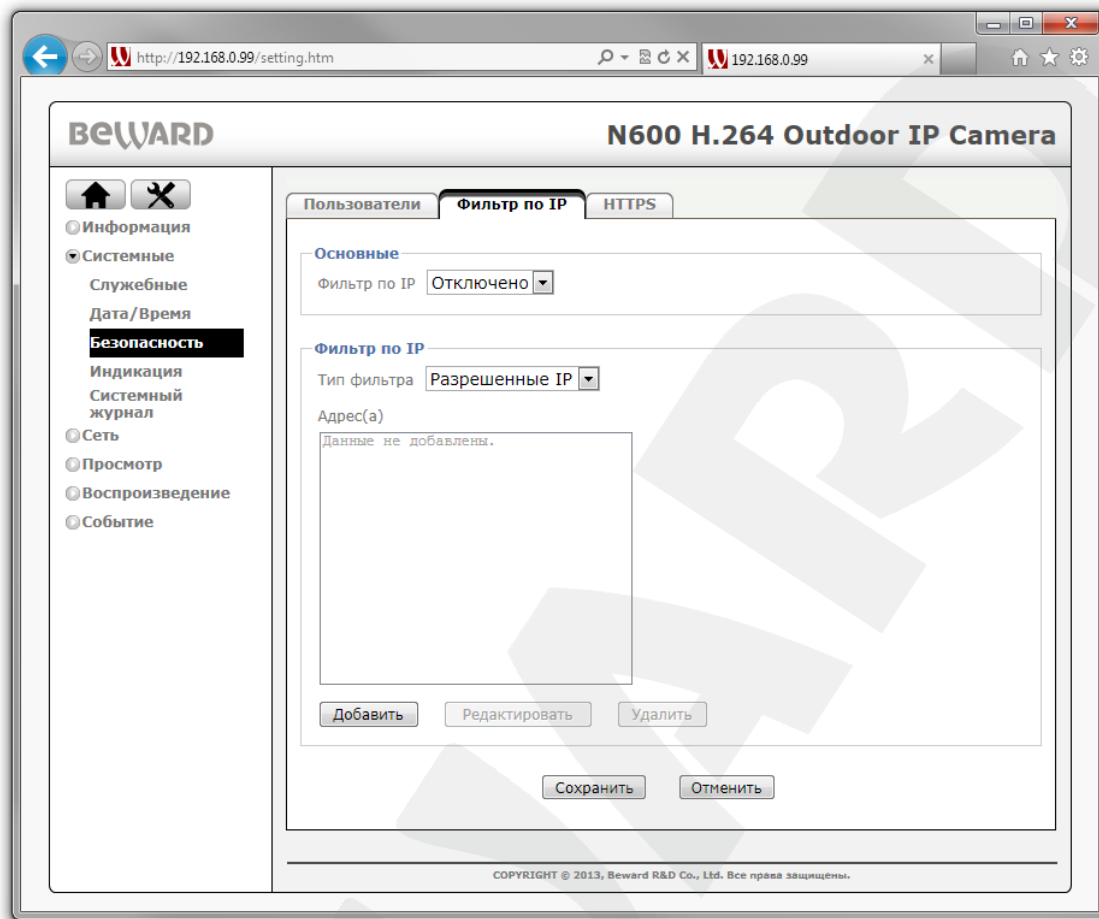 http://192.168.0.99/setting.htm
192.168.0.99
BEWARD
N600 H.264 Outdoor IP Camera
Информация
Системные
Служебные
Дата/Время
Безопасность
Индикация
Системный
журнал
Сеть
Просмотр
Воспроизведение
Событие
Пользователи
Фильтр по IP
HTTPS
Основные
Фильтр по IP Отключено
Фильтр по IP
Тип фильтра Разрешенные IP
Адрес(а)
Данные не добавлены.
Добавить Редактировать Удалить
Сохранить Отменить
COPYRIGHT © 2013, Beward R&D Co., Ltd. Все права защищены.